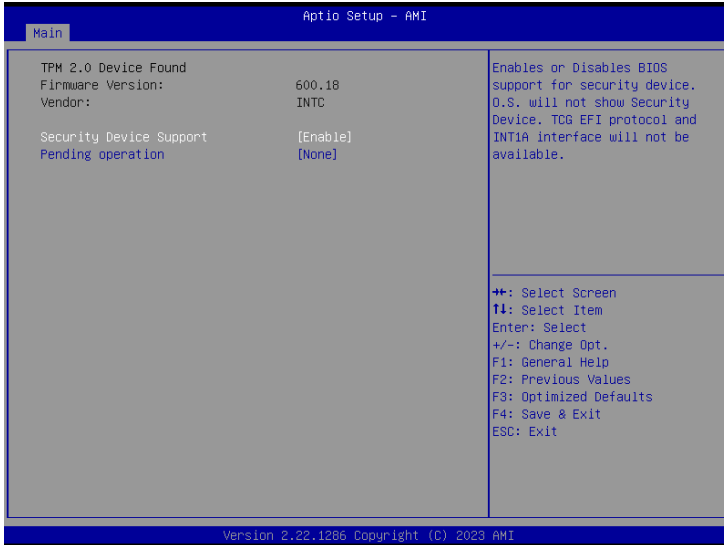 Aptio Setup – AMI
Main
TPM 2.0 Device Found
Firmware Version: 600.18
Vendor: INTC
Security Device Support [Enable]
Pending operation [None]
Enables or Disables BIOS
support for security device.
O.S. will not show Security
Device. TCG EFI protocol and
INT1A interface will not be
available.
→←: Select Screen
↑↓: Select Item
Enter: Select
+/-: Change Opt.
F1: General Help
F2: Previous Values
F3: Optimized Defaults
F4: Save & Exit
ESC: Exit
Version 2.22.1286 Copyright (C) 2023 AMI